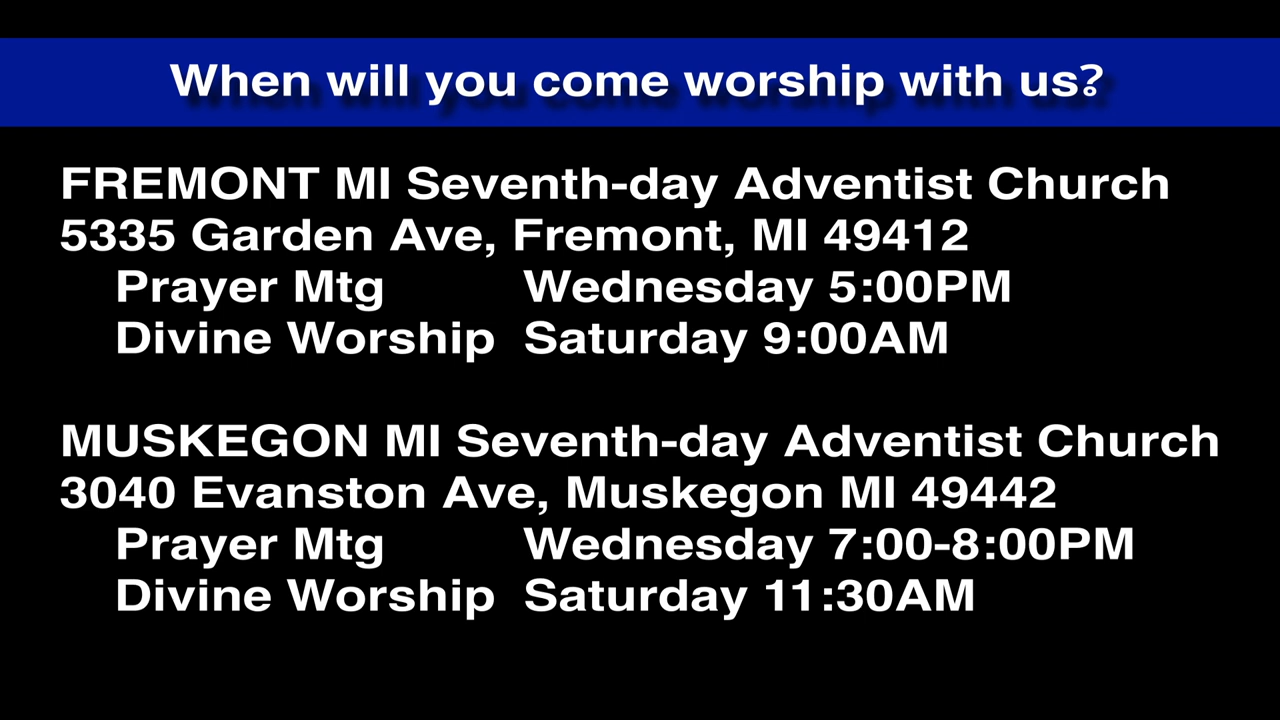 When will you come worship with us?
FREMONT MI Seventh-day Adventist Church
5335 Garden Ave, Fremont, MI 49412
Prayer Mtg Wednesday 5:00PM
Divine Worship Saturday 9:00AM
MUSKEGON MI Seventh-day Adventist Church
3040 Evanston Ave, Muskegon MI 49442
Prayer Mtg Wednesday 7:00-8:00PM
Divine Worship Saturday 11:30AM